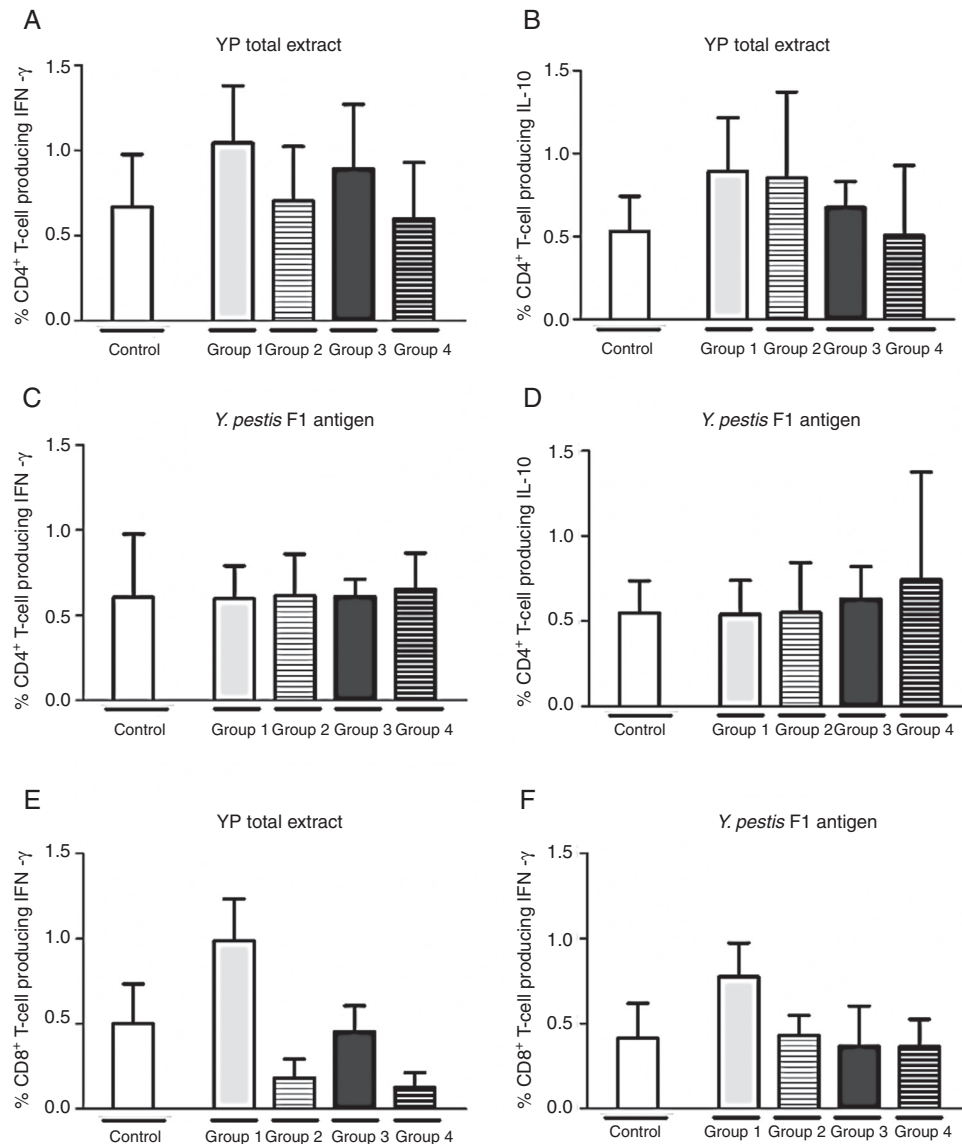 A
YP total extract
% CD4+ T-cell producing IFN -γ
1.5
1.0
0.5
0.0
Control
Group 1 Group 2 Group 3 Group 4
B
YP total extract
% CD4+ T-cell producing IL-10
1.5
1.0
0.5
0.0
Control
Group 1 Group 2 Group 3 Group 4
C
Y. pestis F1 antigen
% CD4+ T-cell producing IFN -γ
1.5
1.0
0.5
0.0
Control
Group 1 Group 2 Group 3 Group 4
D
Y. pestis F1 antigen
% CD4+ T-cell producing IL-10
1.5
1.0
0.5
0.0
Control
Group 1 Group 2 Group 3 Group 4
E
YP total extract
% CD8+ T-cell producing IFN -γ
1.5
1.0
0.5
0.0
Control
Group 1 Group 2 Group 3 Group 4
F
Y. pestis F1 antigen
% CD8+ T-cell producing IFN -γ
1.5
1.0
0.5
0.0
Control
Group 1 Group 2 Group 3 Group 4